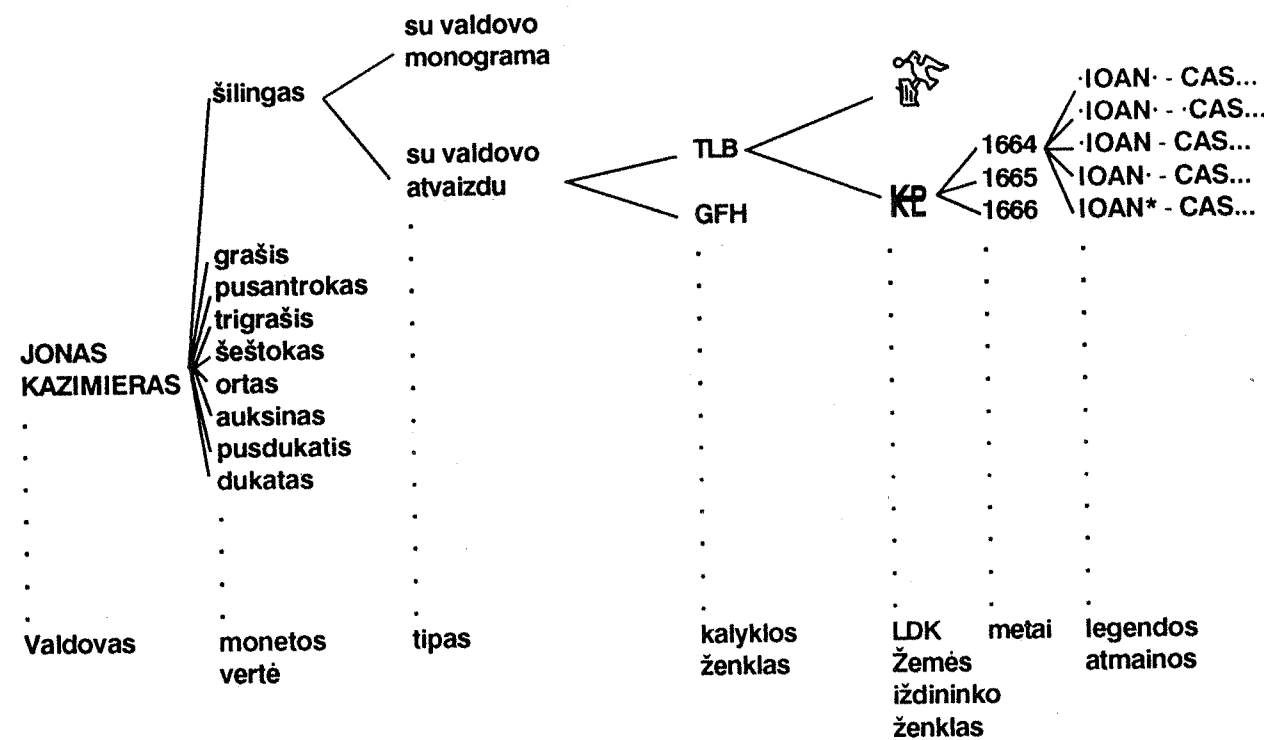 su valdovo
monograma
šilingas
su valdovo
atvaizdu
TLB
GFH
1664
1665
1666
·IOAN· - CAS...
·IOAN· - ·CAS...
·IOAN - CAS...
IOAN· - CAS...
IOAN* - CAS...
grašis
pusantrokas
trigrašis
šeštokas
ortas
auksinas
pusdukatis
dukatas
JONAS
KAZIMIERAS
Valdovas
monetos
vertė
tipas
kalyklos
ženklas
LDK
Žemės
iždininko
ženklas
metai
legendos
atmainos